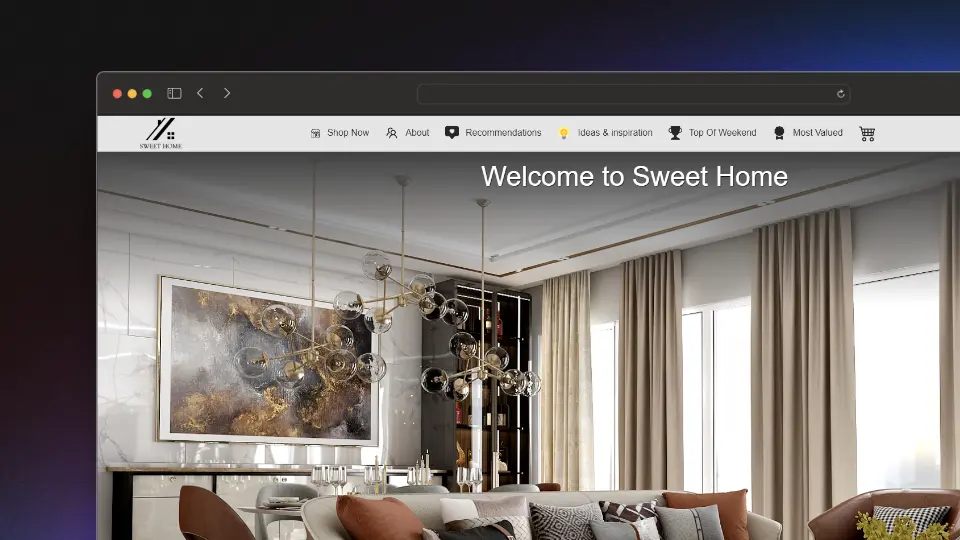 SWEET HOME
Shop Now
About
Recommendations
Ideas & inspiration
Top Of Weekend
Most Valued
Welcome to Sweet Home